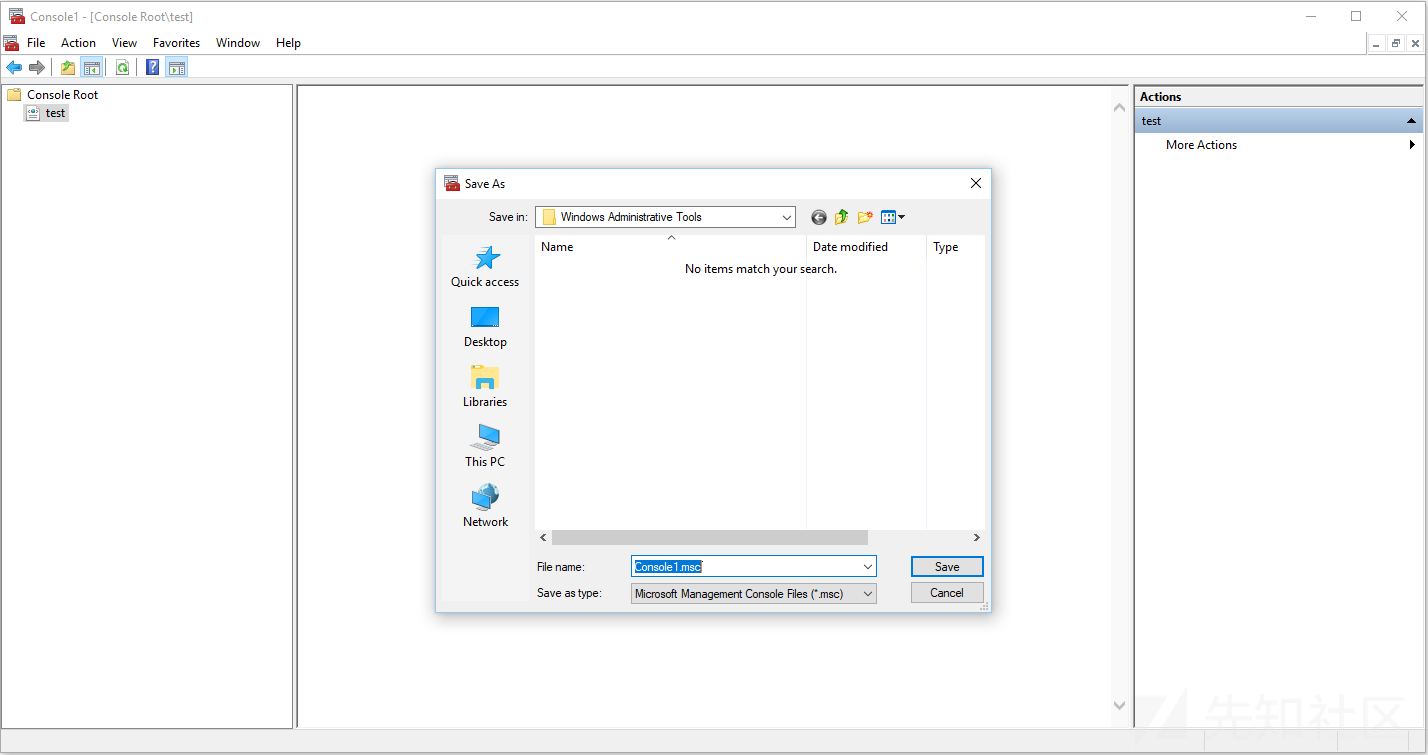 Console1 - [Console Root\test]
File Action View Favorites Window Help
Console Root
test
Actions
test
More Actions
Save As
Save in: Windows Administrative Tools
Name Date modified Type
No items match your search.
Quick access
Desktop
Libraries
This PC
Network
File name: Console1.msc Save
Save as type: Microsoft Management Console Files (*.msc) Cancel
先知社区